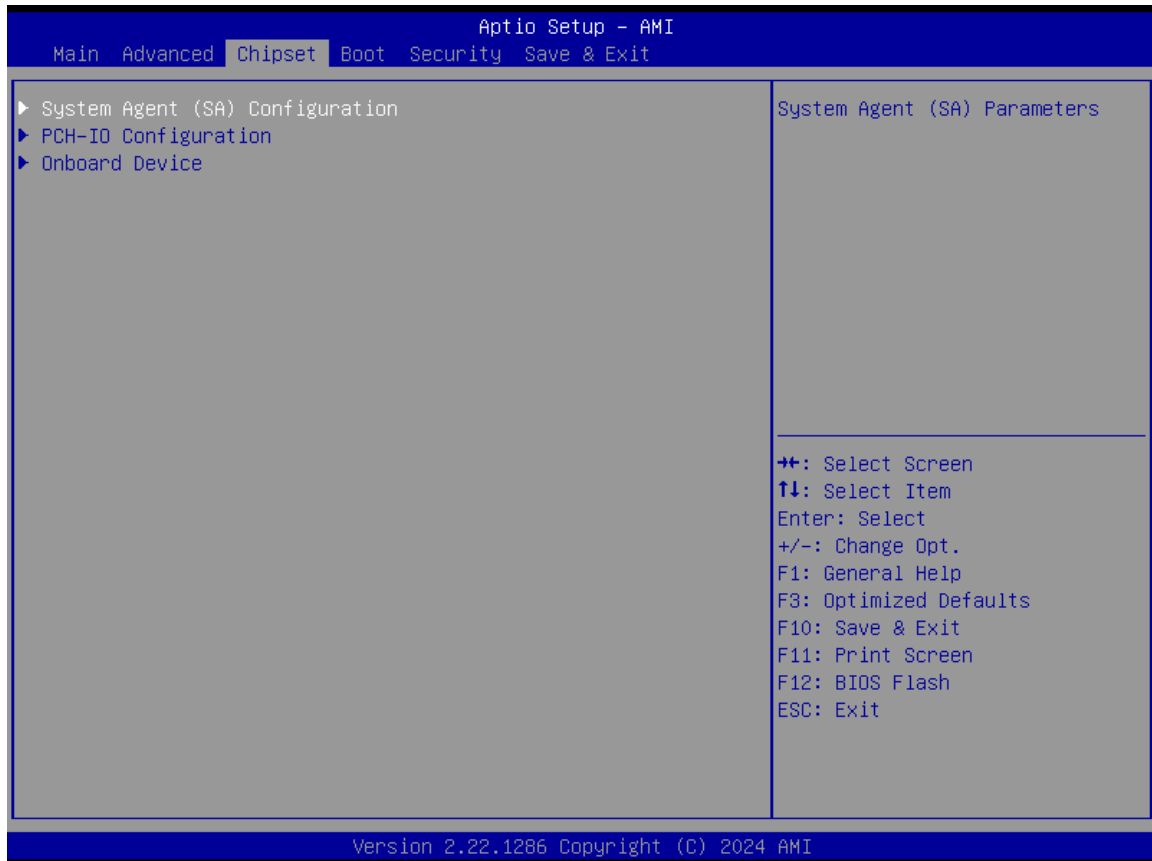 Aptio Setup – AMI
Main Advanced Chipset Boot Security Save & Exit
▶ System Agent (SA) Configuration
▶ PCH-IO Configuration
▶ Onboard Device
System Agent (SA) Parameters
→←: Select Screen
↑↓: Select Item
Enter: Select
+/-: Change Opt.
F1: General Help
F3: Optimized Defaults
F10: Save & Exit
F11: Print Screen
F12: BIOS Flash
ESC: Exit
Version 2.22.1286 Copyright (C) 2024 AMI